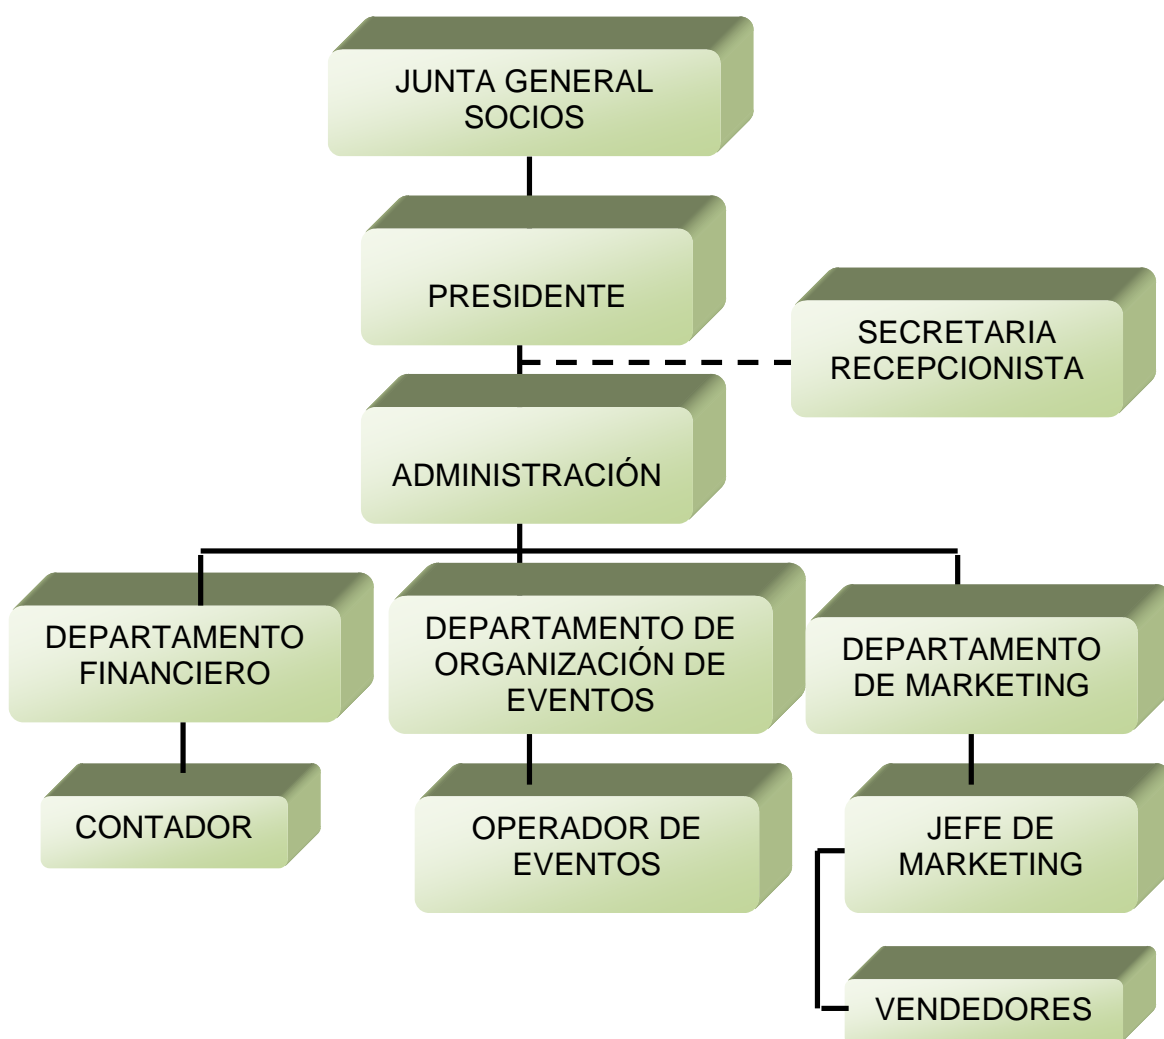 JUNTA GENERAL
SOCIOS
PRESIDENTE
SECRETARIA
RECEPCIONISTA
ADMINISTRACIÓN
DEPARTAMENTO
FINANCIERO
DEPARTAMENTO DE
ORGANIZACIÓN DE
EVENTOS
DEPARTAMENTO
DE MARKETING
CONTADOR
OPERADOR DE
EVENTOS
JEFE DE
MARKETING
VENDEDORES